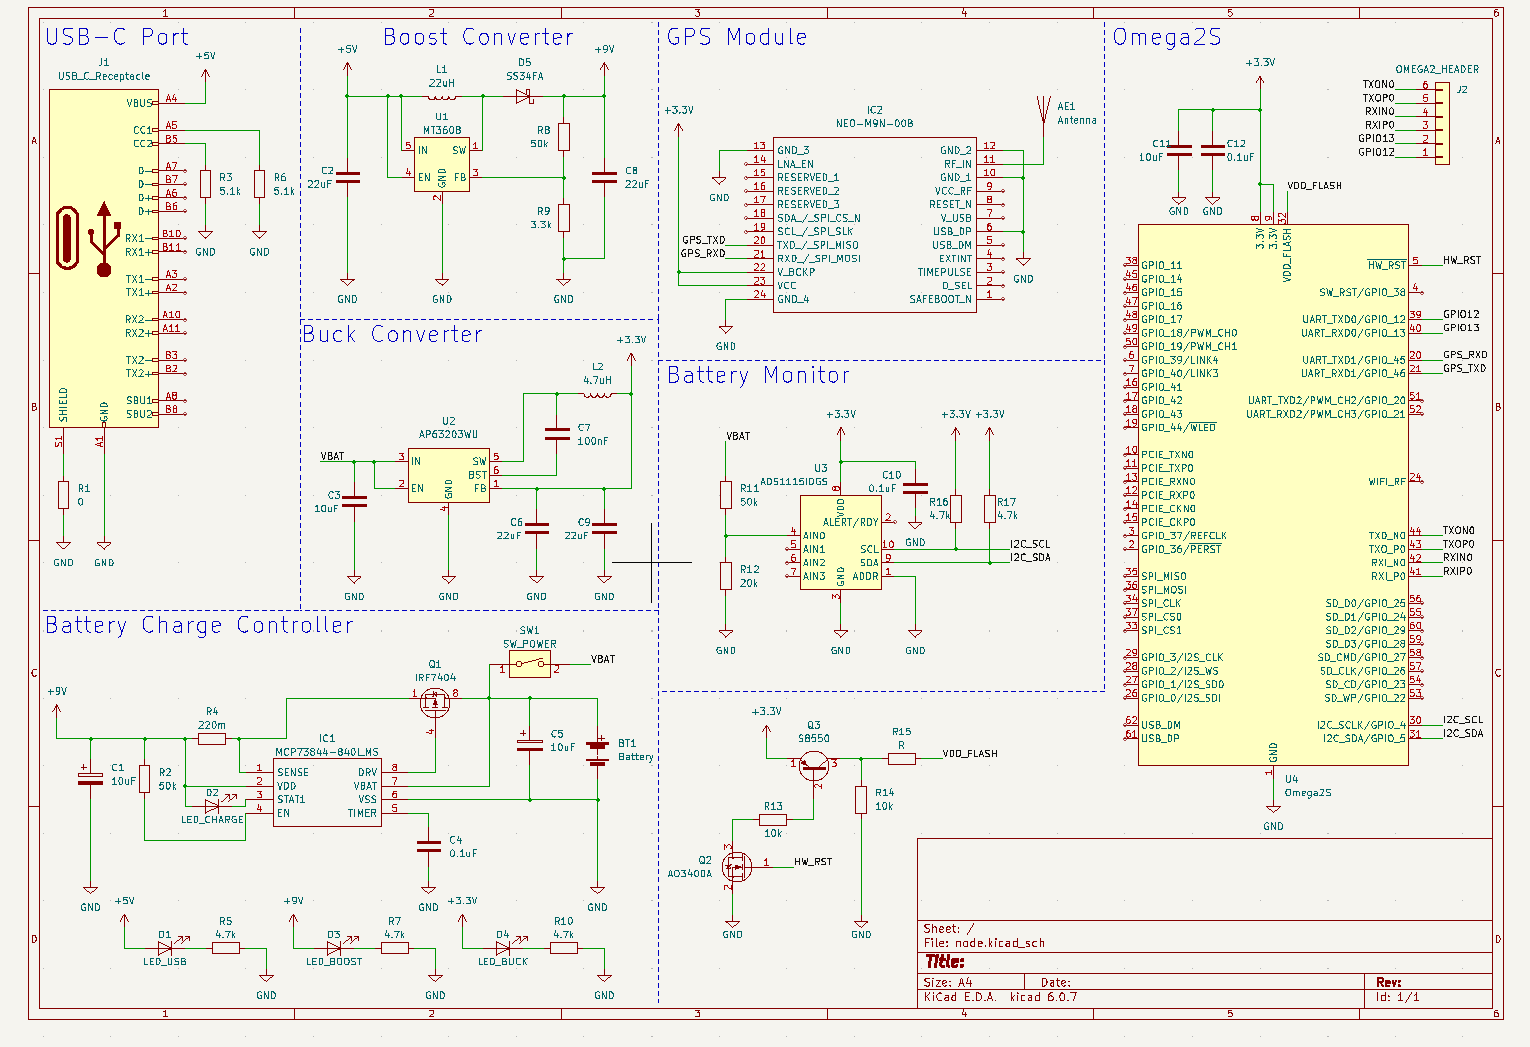 1 2 3 4 5 6
A
B
C
D
USB-C Port
J1
USB_C_Receptacle
+5V
VBUS A4
CC1 A5
CC2 B5
D- A7
D- B7
D+ A6
D+ B6
RX1- B10
RX1+ B11
TX1- A3
TX1+ A2
RX2- A10
RX2+ A11
TX2- B3
TX2+ B2
SBU1 A8
SBU2 B8
SHIELD
GND
S1
A1
R3
5.1k
R6
5.1k
GND
GND
R1
0
GND
GND
Boost Converter
+5V
L1
22uH
D5
SS34FA
+9V
U1
MT3608
5 IN
SW 1
4 EN
FB 3
GND
2
C2
22uF
R8
50k
R9
3.3k
C8
22uF
GND
GND
GND
Buck Converter
+3.3V
L2
4.7uH
U2
AP63203WU
VBAT
3 IN
2 EN
SW 5
BST 6
FB 1
GND
4
C7
100nF
C3
10uF
C6
22uF
C9
22uF
GND
GND
GND
GND
Battery Charge Controller
SW1
SW_POWER
1 2
VBAT
Q1
IRF7404
1 8
4
+9V
R4
220m
IC1
MCP73844-840I_MS
1 SENSE
2 VDD
3 STAT1
4 EN
DRV 8
VBAT 7
VSS 6
TIMER 5
C1
10uF
R2
50k
D2
LED_CHARGE
C5
10uF
BT1
Battery
C4
0.1uF
GND
GND
GND
+5V
D1
LED_USB
R5
4.7k
GND
+9V
D3
LED_BOOST
R7
4.7k
GND
+3.3V
D4
LED_BUCK
R10
4.7k
GND
GPS Module
+3.3V
IC2
NEO-M9N-00B
AE1
Antenna
13 GND_3
14 LNA_EN
15 RESERVED_1
16 RESERVED_2
17 RESERVED_3
18 SDA_/_SPI_CS_N
19 SCL_/_SPI_SLK
20 TXD_/_SPI_MISO
21 RXD_/_SPI_MOSI
22 V_BCKP
23 VCC
24 GND_4
GND_2 12
RF_IN 11
GND_1 10
VCC_RF 9
RESET_N 8
V_USB 7
USB_DP 6
USB_DM 5
EXTINT 4
TIMEPULSE 3
D_SEL 2
SAFEBOOT_N 1
GPS_TXD
GPS_RXD
GND
GND
GND
Battery Monitor
VBAT
R11
50k
R12
20k
+3.3V
U3
ADS1115IDGS
8
VDD
ALERT/RDY 2
4 AIN0
5 AIN1
6 AIN2
7 AIN3
SCL 10
SDA 9
ADDR 1
GND
3
C10
0.1uF
GND
+3.3V +3.3V
R16
4.7k
R17
4.7k
I2C_SCL
I2C_SDA
GND
GND
GND
+3.3V
Q3
S8550
1 3
2
R15
R
VDD_FLASH
R14
10k
R13
10k
Q2
AO3400A
3
1
2
HW_RST
GND
GND
Omega2S
+3.3V
C11
10uF
C12
0.1uF
GND
GND
VDD_FLASH
OMEGA2_HEADER
J2
TXON0 6
TXOP0 5
RXIN0 4
RXIP0 3
GPIO13 2
GPIO12 1
8 3.3V
9 3.3V
32 VDD_FLASH
38 GPIO_11
45 GPIO_14
46 GPIO_15
47 GPIO_16
48 GPIO_17
49 GPIO_18/PWM_CH0
50 GPIO_19/PWM_CH1
6 GPIO_39/LINK4
7 GPIO_40/LINK3
16 GPIO_41
17 GPIO_42
18 GPIO_43
19 GPIO_44/WLED
10 PCIE_TXN0
11 PCIE_TXP0
13 PCIE_RXN0
12 PCIE_RXP0
14 PCIE_CKN0
15 PCIE_CKP0
3 GPIO_37/REFCLK
2 GPIO_36/PERST
35 SPI_MISO
36 SPI_MOSI
34 SPI_CLK
37 SPI_CS0
33 SPI_CS1
29 GPIO_3/I2S_CLK
28 GPIO_2/I2S_WS
27 GPIO_1/I2S_SDO
26 GPIO_0/I2S_SDI
62 USB_DM
61 USB_DP
HW_RST 5 HW_RST
SW_RST/GPIO_38 4
UART_TXD0/GPIO_12 39 GPIO12
UART_RXD0/GPIO_13 40 GPIO13
UART_TXD1/GPIO_45 20 GPS_RXD
UART_RXD1/GPIO_46 21 GPS_TXD
UART_TXD2/PWM_CH2/GPIO_20 51
UART_RXD2/PWM_CH3/GPIO_21 52
WIFI_RF 24
TXO_N0 44 TXON0
TXO_P0 43 TXOP0
RXI_N0 42 RXIN0
RXI_P0 41 RXIP0
SD_D0/GPIO_25 56
SD_D1/GPIO_24 55
SD_D2/GPIO_29 60
SD_D3/GPIO_28 59
SD_CMD/GPIO_27 58
SD_CLK/GPIO_26 57
SD_CD/GPIO_23 54
SD_WP/GPIO_22 53
I2C_SCLK/GPIO_4 30 I2C_SCL
I2C_SDA/GPIO_5 31 I2C_SDA
GND
1
U4
Omega2S
GND
Sheet: /
File: node.kicad_sch
Title:
Size: A4 Date: Rev:
KiCad E.D.A. kicad 6.0.7 Id: 1/1
A
B
C
D
1 2 3 4 5 6